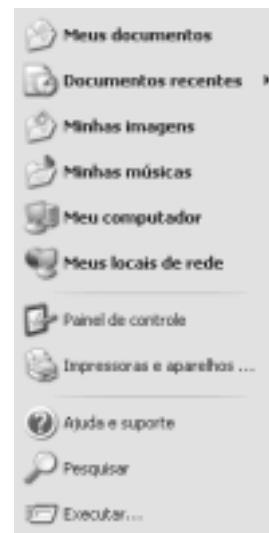 Meus documentos
Documentos recentes
Minhas imagens
Minhas músicas
Meu computador
Meus locais de rede
Painel de controle
Impressoras e aparelhos ...
Ajuda e suporte
Pesquisar
Executar...